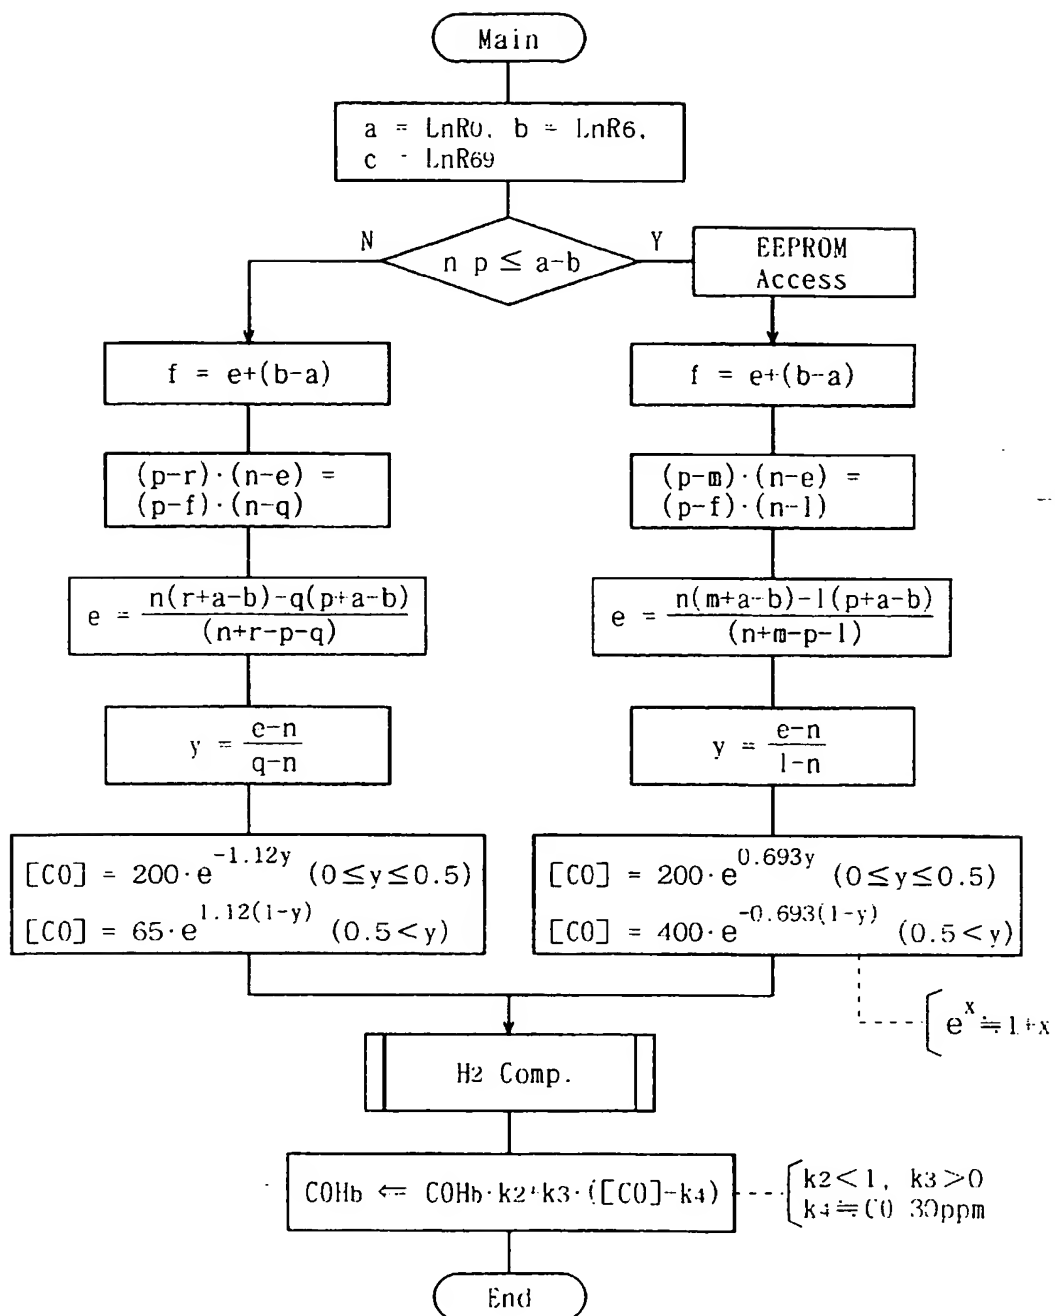 Main
a = LnR0, b = LnR6,
c - LnR69
n p ≤ a-b
N
Y
EEPROM
Access
f = e+(b-a)
(p-r)·(n-e) =
(p-f)·(n-q)
e = n(r+a-b)-q(p+a-b)
(n+r-p-q)
y = e-n
q-n
[CO] = 200·e^-1.12y (0≤y≤0.5)
[CO] = 65·e^1.12(1-y) (0.5<y)
f = e+(b-a)
(p-m)·(n-e) =
(p-f)·(n-l)
e = n(m+a-b)-l(p+a-b)
(n+m-p-l)
y = e-n
l-n
[CO] = 200·e^0.693y (0≤y≤0.5)
[CO] = 400·e^-0.693(1-y) (0.5<y)
e^x≒1+x
H2 Comp.
COHb ⇐ COHb·k2+k3·([CO]-k4)
k2<1, k3>0
k4≒CO 30ppm
End